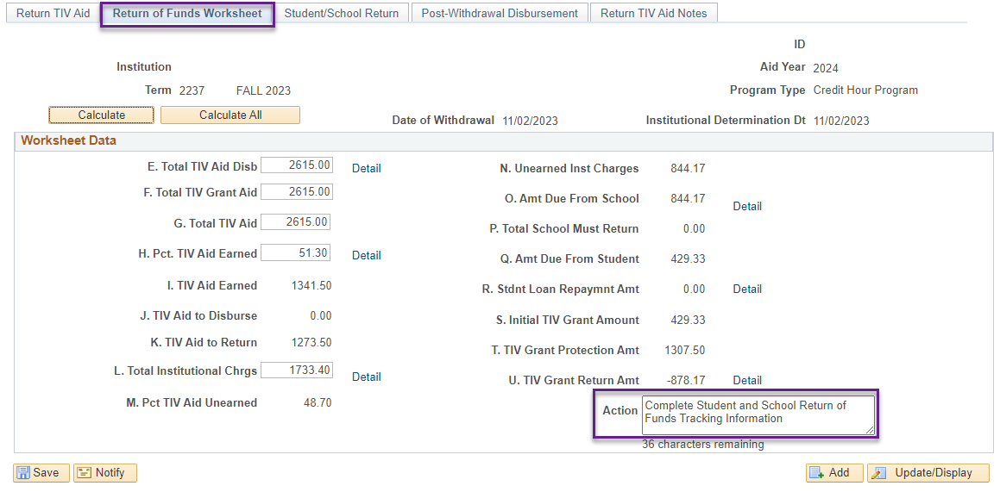 Return TIV Aid
Return of Funds Worksheet
Student/School Return
Post-Withdrawal Disbursement
Return TIV Aid Notes
ID
Institution
Aid Year 2024
Term 2237 FALL 2023
Program Type Credit Hour Program
Calculate
Calculate All
Date of Withdrawal 11/02/2023
Institutional Determination Dt 11/02/2023
Worksheet Data
E. Total TIV Aid Disb 2615.00 Detail
F. Total TIV Grant Aid 2615.00
G. Total TIV Aid 2615.00
H. Pct. TIV Aid Earned 51.30 Detail
I. TIV Aid Earned 1341.50
J. TIV Aid to Disburse 0.00
K. TIV Aid to Return 1273.50
L. Total Institutional Chrgs 1733.40 Detail
M. Pct TIV Aid Unearned 48.70
N. Unearned Inst Charges 844.17
O. Amt Due From School 844.17 Detail
P. Total School Must Return 0.00
Q. Amt Due From Student 429.33
R. Stdnt Loan Repaymnt Amt 0.00 Detail
S. Initial TIV Grant Amount 429.33
T. TIV Grant Protection Amt 1307.50
U. TIV Grant Return Amt -878.17 Detail
Action Complete Student and School Return of
Funds Tracking Information
36 characters remaining
Save
Notify
Add
Update/Display